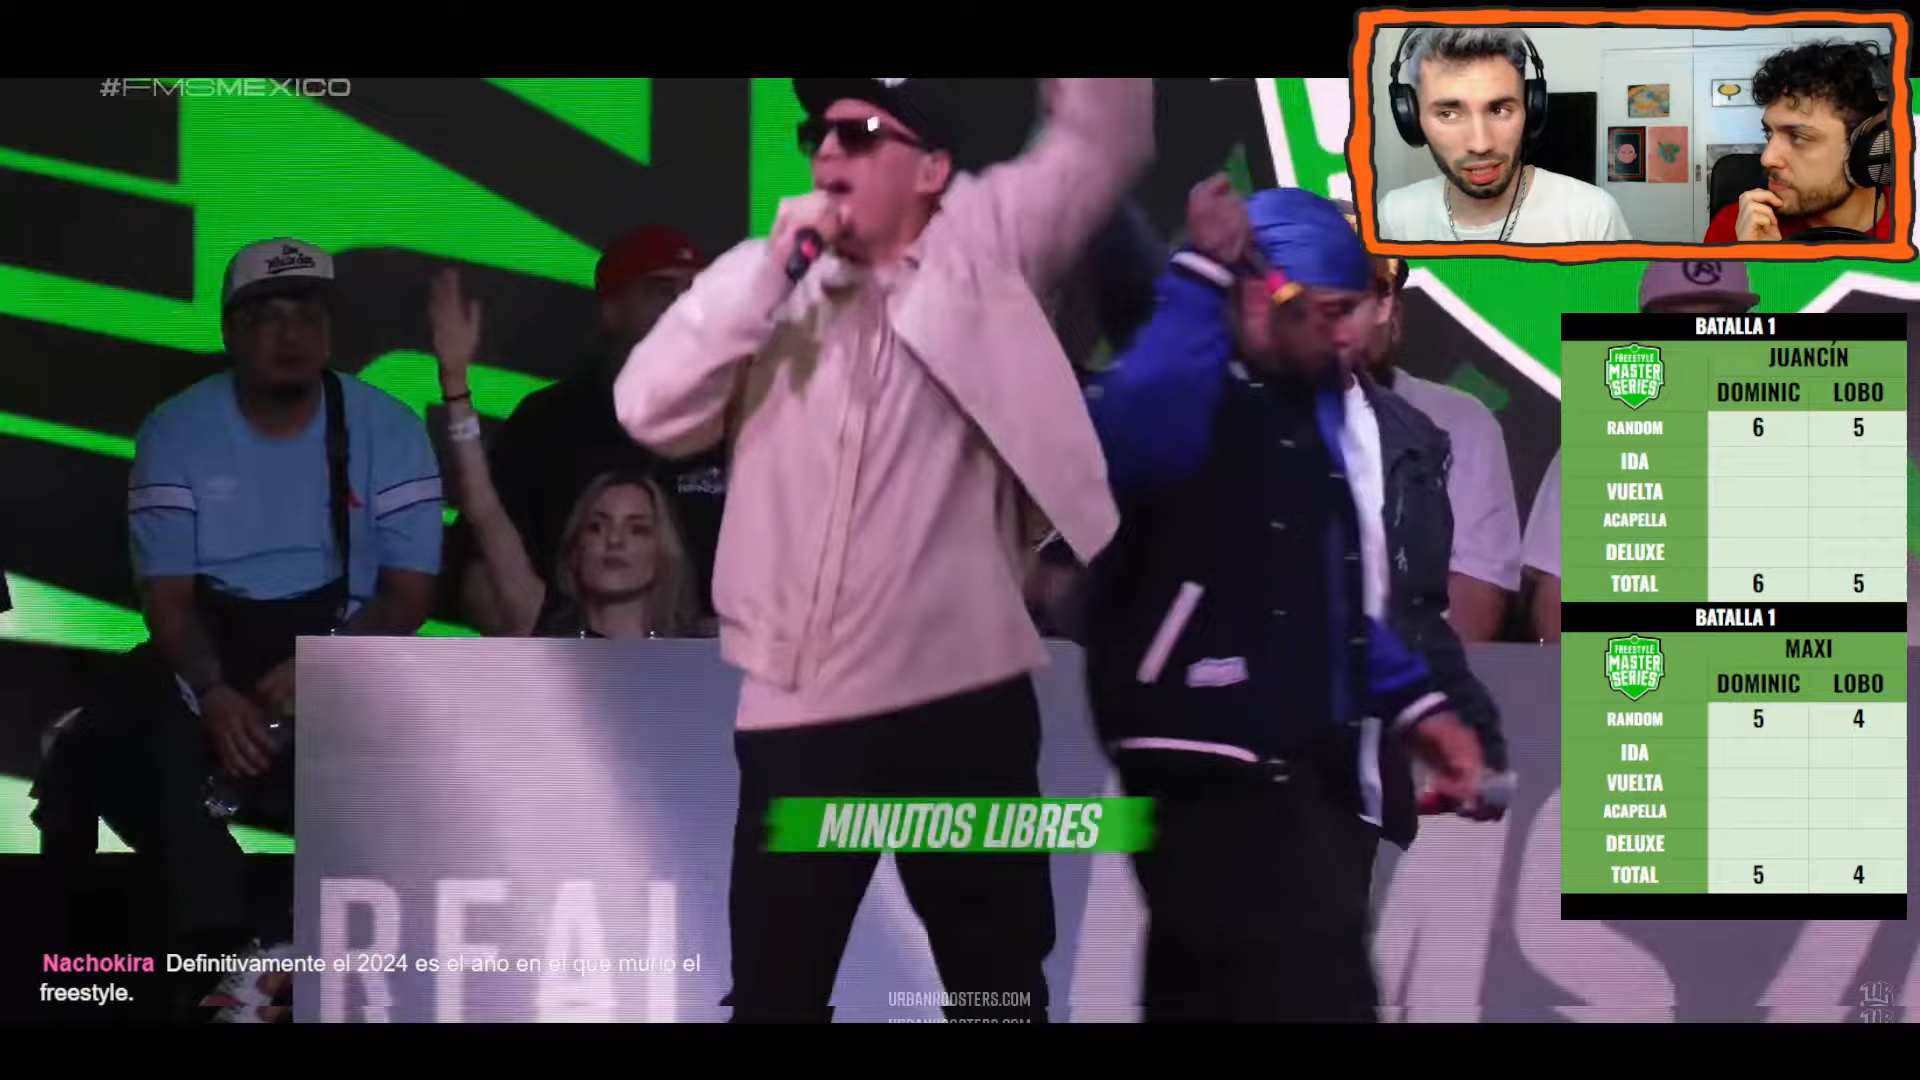 #FMSMEXICO
BATALLA 1
FREESTYLE
MASTER
SERIES
JUANCÍN
DOMINIC LOBO
RANDOM 6 5
IDA
VUELTA
ACAPELLA
DELUXE
TOTAL 6 5
BATALLA 1
FREESTYLE
MASTER
SERIES
MAXI
DOMINIC LOBO
RANDOM 5 4
IDA
VUELTA
ACAPELLA
DELUXE
TOTAL 5 4
MINUTOS LIBRES
REAL
Nachokira Definitivamente el 2024 es el año en el que murio el
freestyle.
URBANROOSTERS.COM